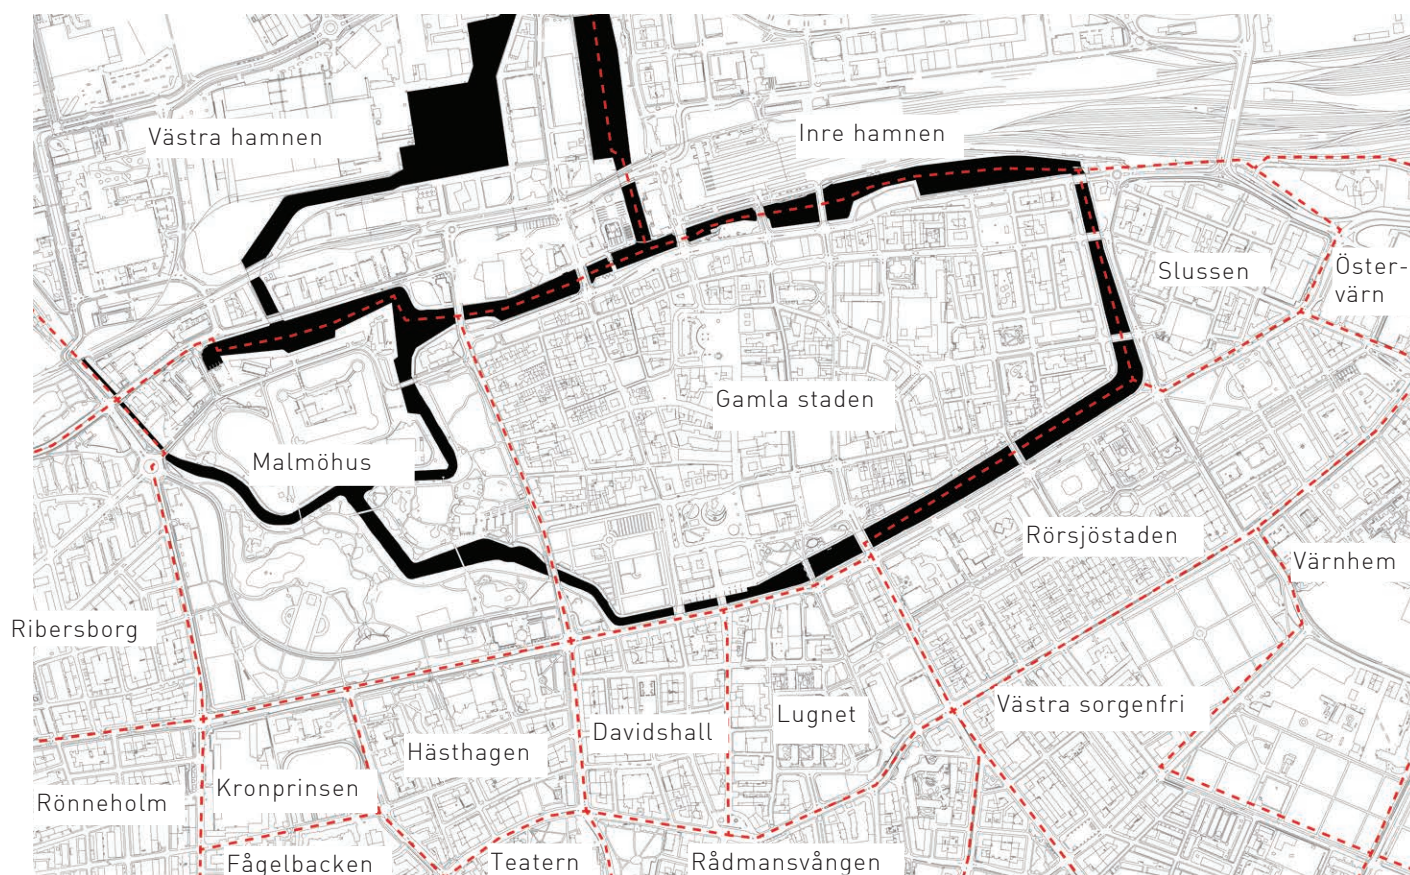 Västra hamnen
Inre hamnen
Slussen
Öster-
värn
Gamla staden
Malmöhus
Rörsjöstaden
Värnhem
Ribersborg
Västra sorgenfri
Lugnet
Davidshall
Hästhagen
Kronprinsen
Rönneholm
Fågelbacken
Teatern
Rådmansvången